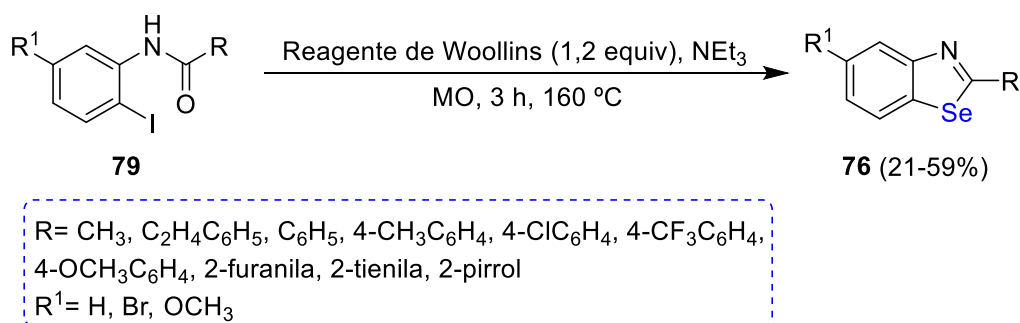 R¹ H N R O I
Reagente de Woollins (1,2 equiv), NEt₃
MO, 3 h, 160 ºC
R¹ N R Se
79
76 (21-59%)
R= CH₃, C₂H₄C₆H₅, C₆H₅, 4-CH₃C₆H₄, 4-ClC₆H₄, 4-CF₃C₆H₄,
4-OCH₃C₆H₄, 2-furanila, 2-tienila, 2-pirrol
R¹= H, Br, OCH₃